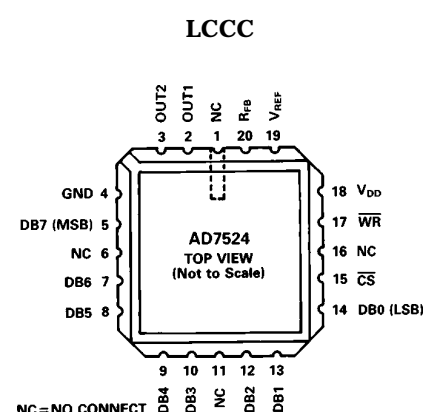 LCCC
OUT2 OUT1 NC RFB VREF
3 2 1 20 19
GND 4
DB7 (MSB) 5
NC 6
DB6 7
DB5 8
AD7524
TOP VIEW
(Not to Scale)
18 VDD
17 WR
16 NC
15 CS
14 DB0 (LSB)
9 10 11 12 13
DB4 DB3 NC DB2 DB1
NC=NO CONNECT